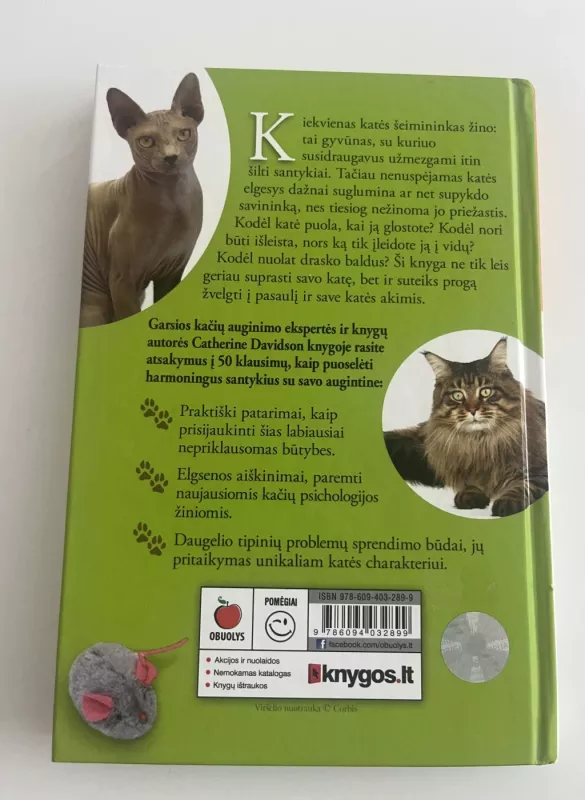 Kiekvienas katės šeimininkas žino:
tai gyvūnas, su kuriuo
susidraugavus užmezgami itin
šilti santykiai. Tačiau nenuspėjamas katės
elgesys dažnai suglumina ar net supykdo
savininką, nes tiesiog nežinoma jo priežastis.
Kodėl katė puola, kai ją glostote? Kodėl nori
būti išleista, nors ką tik įleidote ją į vidų?
Kodėl nuolat drasko baldus? Ši knyga ne tik leis
geriau suprasti savo katę, bet ir suteiks progą
žvelgti į pasaulį ir save katės akimis.
Garsios kačių auginimo ekspertės ir knygų
autorės Catherine Davidson knygoje rasite
atsakymus į 50 klausimų, kaip puoselėti
harmoningus santykius su savo augintine:
Praktiški patarimai, kaip
prisijaukinti šias labiausiai
nepriklausomas būtybes.
Elgsenos aiškinimai, paremti
naujausiomis kačių psichologijos
žiniomis.
Daugelio tipinių problemų sprendimo būdai, jų
pritaikymas unikaliam katės charakteriui.
OBUOLYS
POMĖGIAI
ISBN 978-609-403-289-9
9 786094 032899
facebook.com/obuolys.lt
• Akcijos ir nuolaidos
• Nemokamas katalogas
• Knygų ištraukos
knygos.lt
Viršelio nuotrauka © Corbis